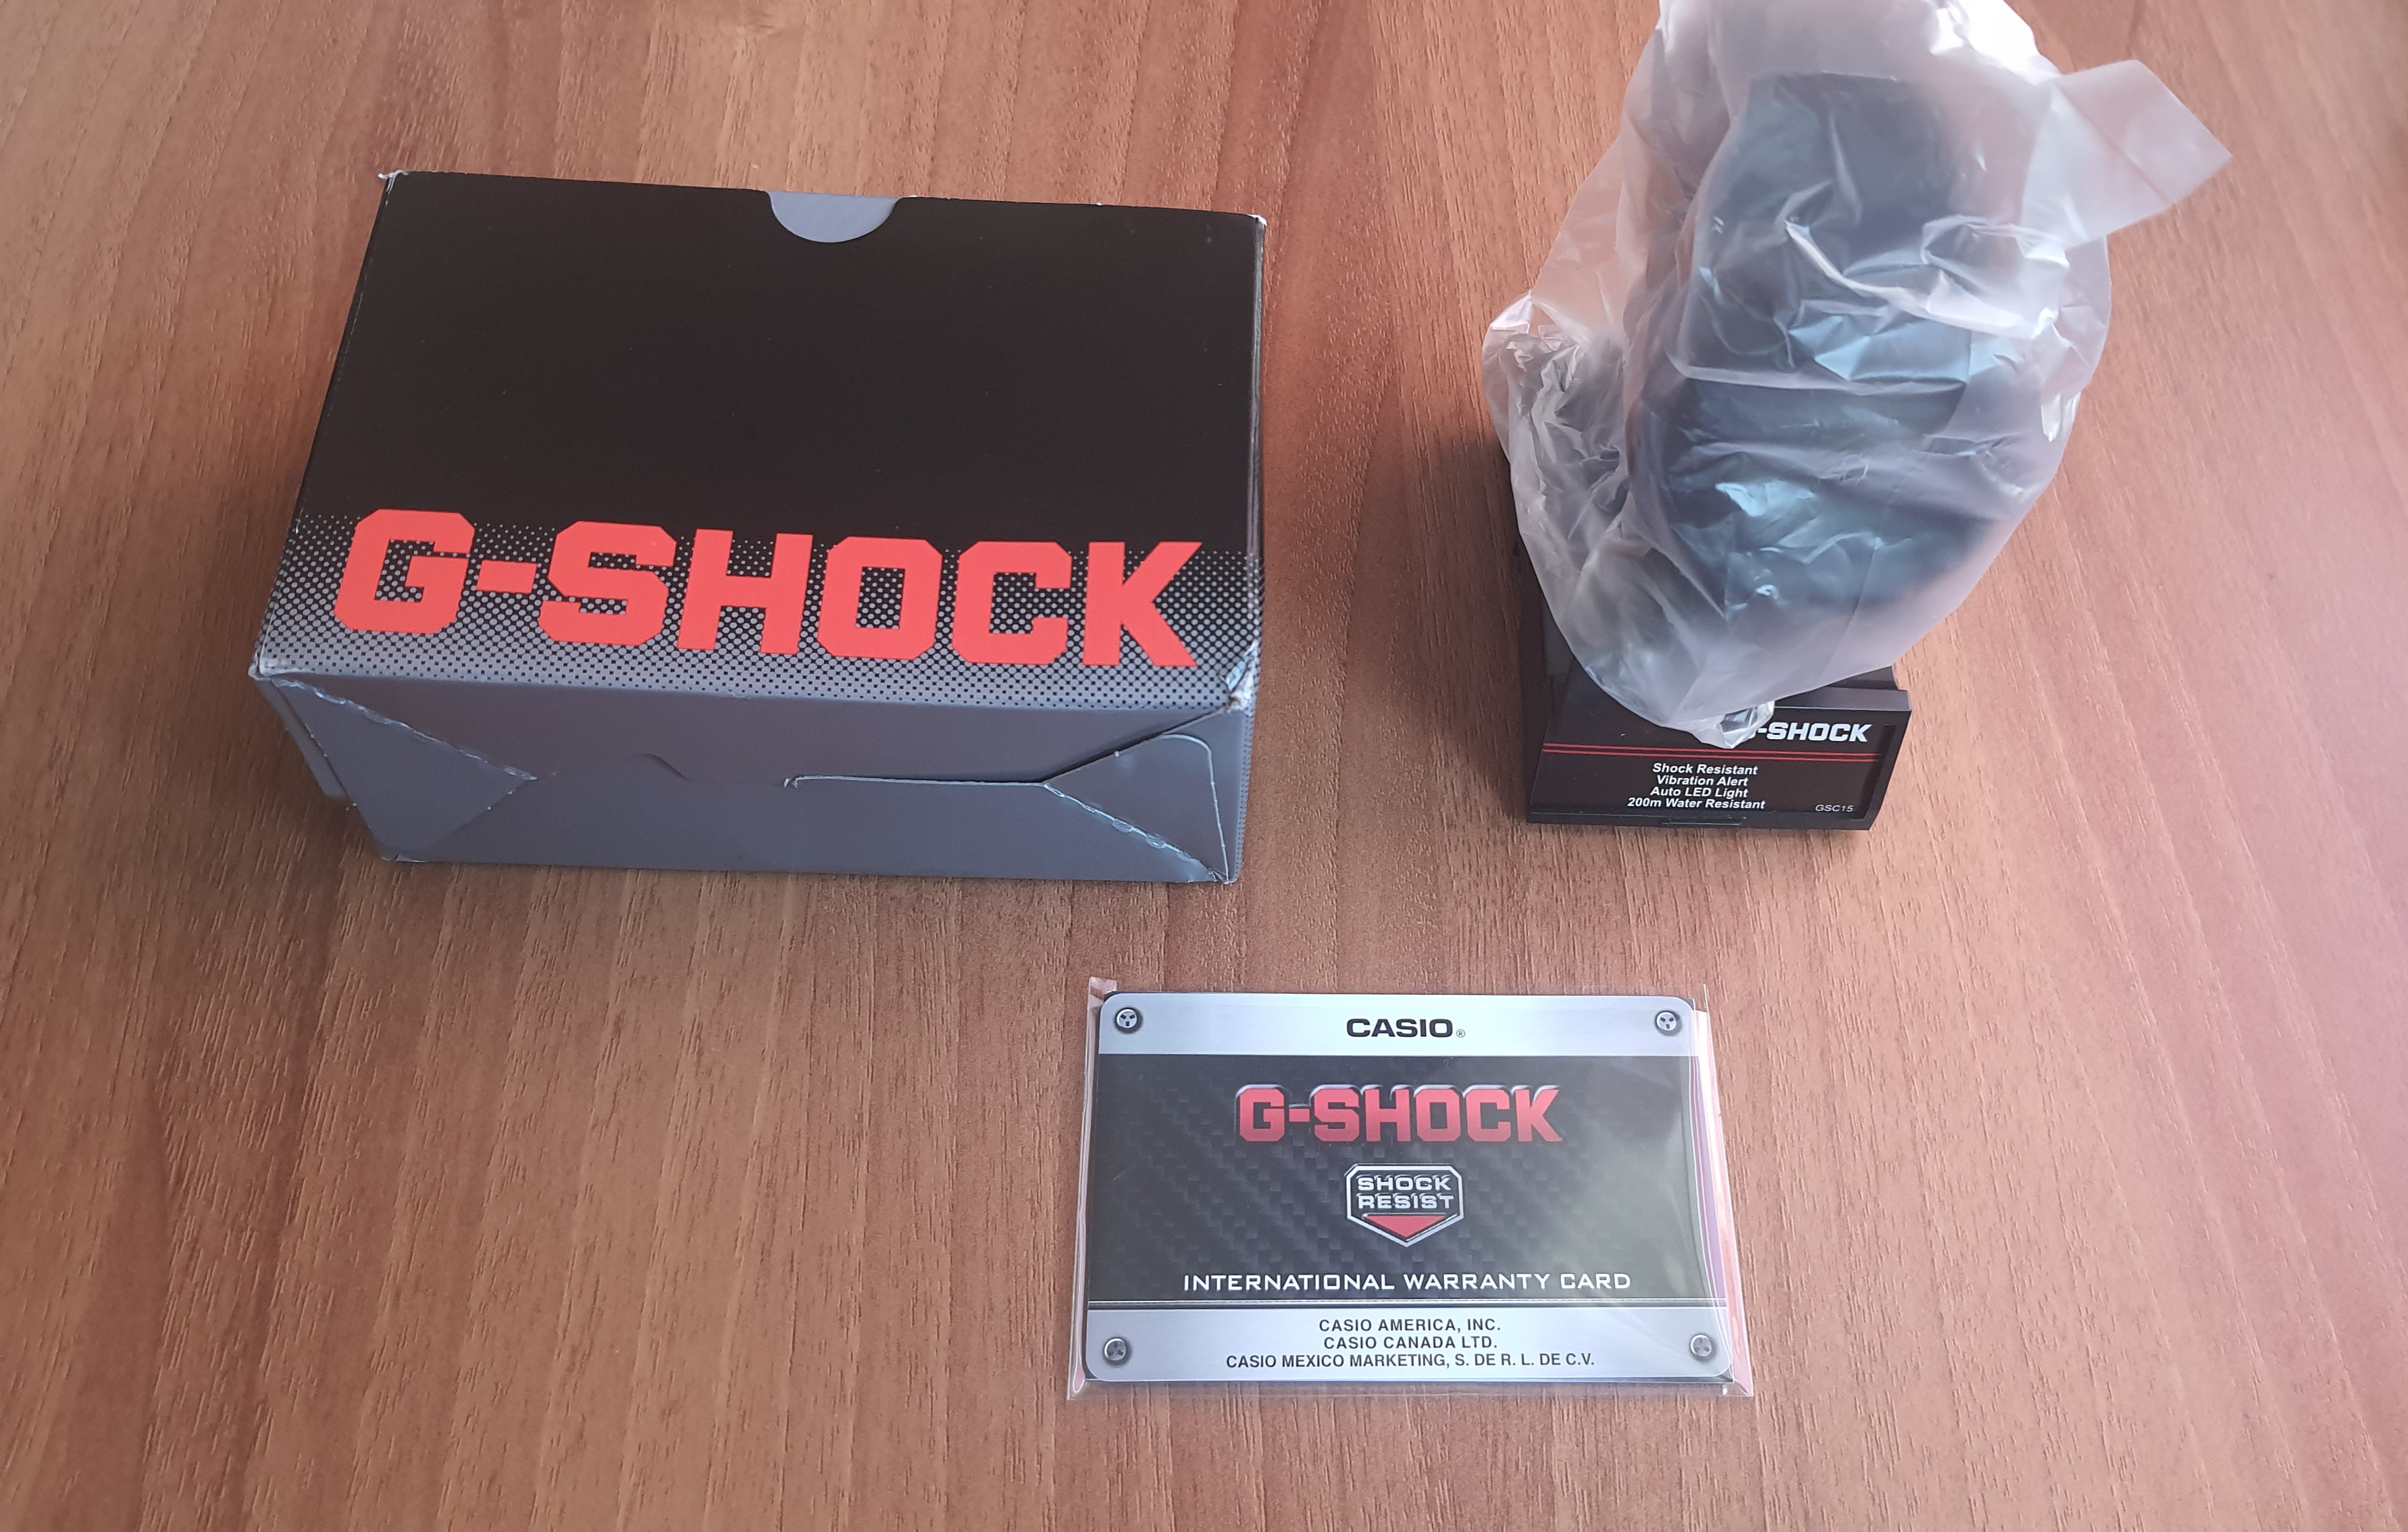 G-SHOCK
-SHOCK
Shock Resistant
Vibration Alert
Auto LED Light
200m Water Resistant
GSC15
CASIO®
G-SHOCK
SHOCK
RESIST
INTERNATIONAL WARRANTY CARD
CASIO AMERICA, INC.
CASIO CANADA LTD.
CASIO MEXICO MARKETING, S. DE R. L. DE C.V.